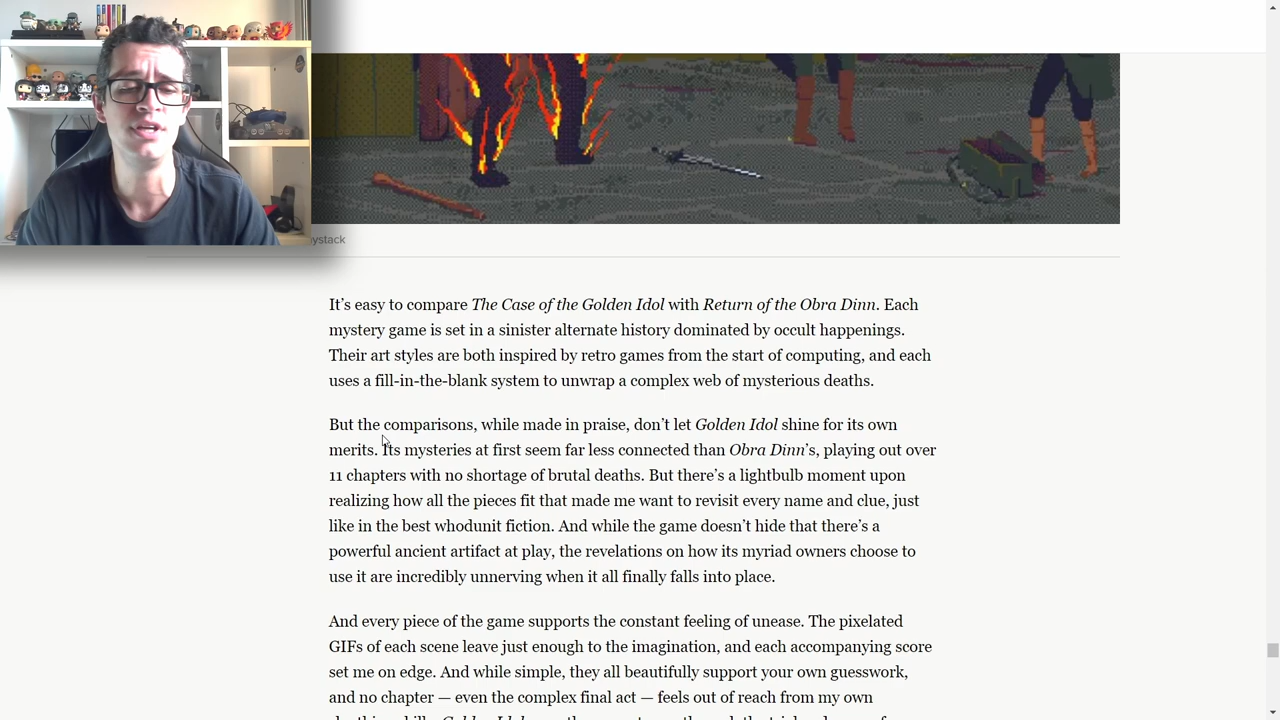 ystack
It’s easy to compare The Case of the Golden Idol with Return of the Obra Dinn. Each
mystery game is set in a sinister alternate history dominated by occult happenings.
Their art styles are both inspired by retro games from the start of computing, and each
uses a fill-in-the-blank system to unwrap a complex web of mysterious deaths.
But the comparisons, while made in praise, don’t let Golden Idol shine for its own
merits. Its mysteries at first seem far less connected than Obra Dinn’s, playing out over
11 chapters with no shortage of brutal deaths. But there’s a lightbulb moment upon
realizing how all the pieces fit that made me want to revisit every name and clue, just
like in the best whodunit fiction. And while the game doesn’t hide that there’s a
powerful ancient artifact at play, the revelations on how its myriad owners choose to
use it are incredibly unnerving when it all finally falls into place.
And every piece of the game supports the constant feeling of unease. The pixelated
GIFs of each scene leave just enough to the imagination, and each accompanying score
set me on edge. And while simple, they all beautifully support your own guesswork,
and no chapter — even the complex final act — feels out of reach from my own